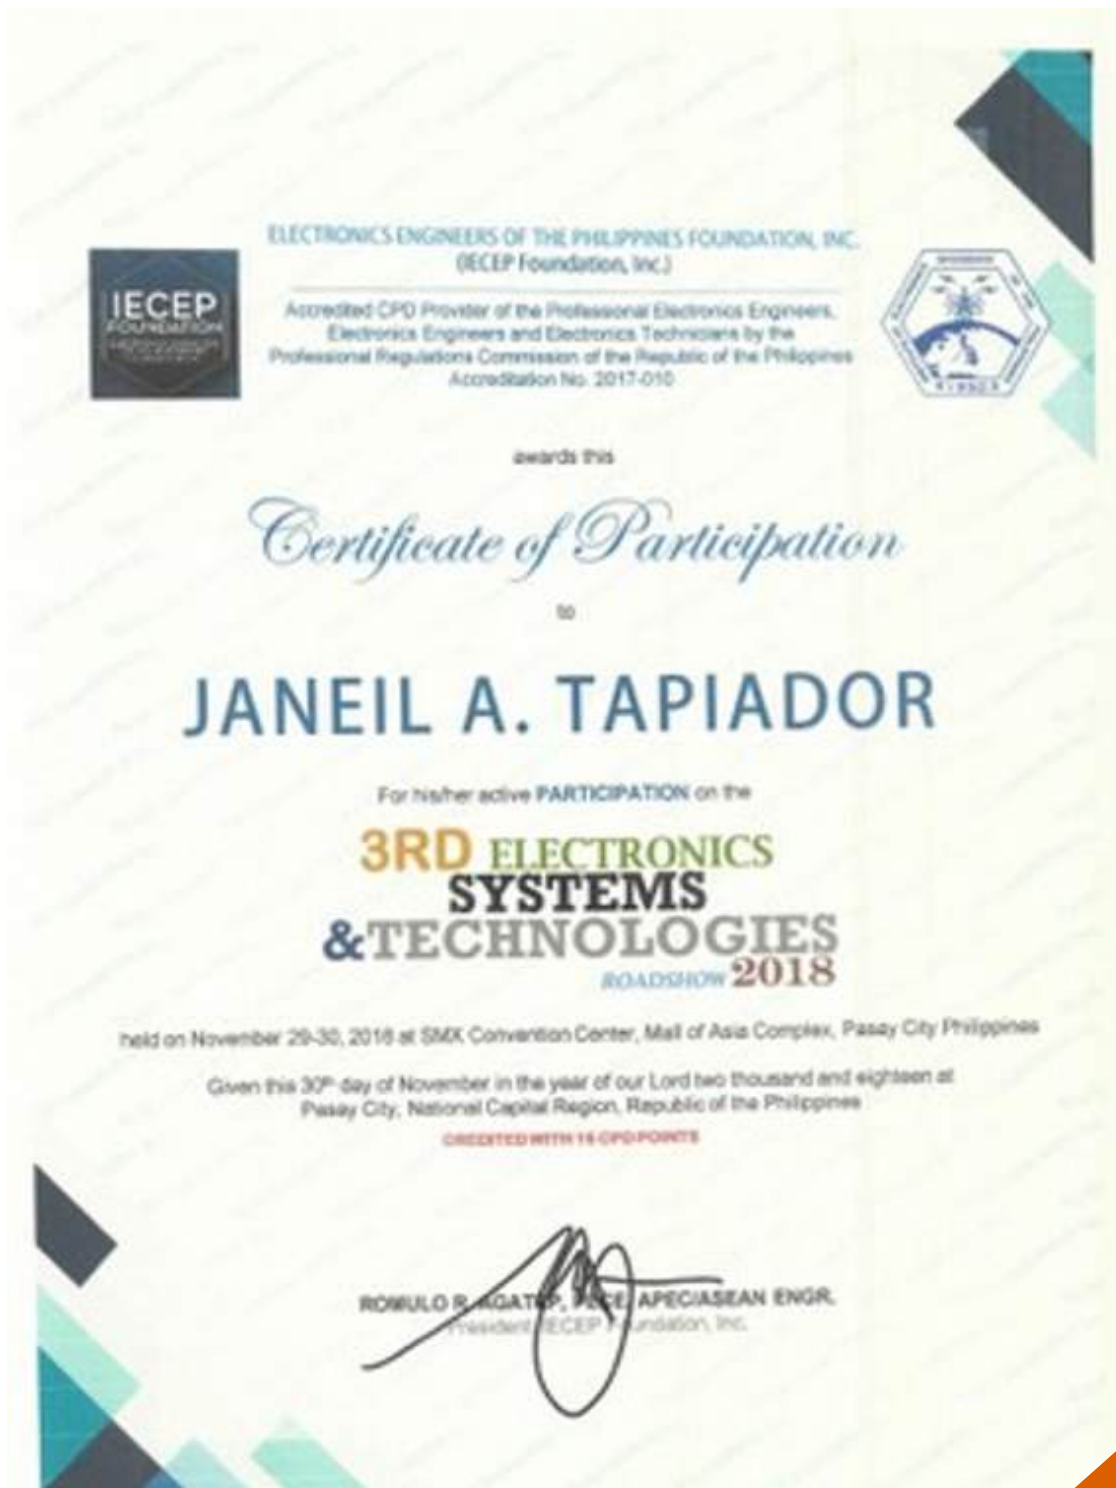 ELECTRONICS ENGINEERS OF THE PHILIPPINES FOUNDATION, INC.
(IECEP Foundation, Inc.)
IECEP
FOUNDATION
Accredited CPD Provider of the Professional Electronics Engineers,
Electronics Engineers and Electronics Technicians by the
Professional Regulations Commission of the Republic of the Philippines
Accreditation No. 2017-010
awards this
Certificate of Participation
to
JANEIL A. TAPIADOR
For his/her active PARTICIPATION on the
3RD ELECTRONICS
SYSTEMS
&TECHNOLOGIES
ROADSHOW 2018
held on November 29-30, 2018 at SMX Convention Center, Mall of Asia Complex, Pasay City Philippines
Given this 30th day of November in the year of our Lord two thousand and eighteen at
Pasay City, National Capital Region, Republic of the Philippines
CREDITED WITH 16 CPD POINTS
ROMULO R. AGATEP, PECE, APEC/ASEAN ENGR.
President IECEP Foundation, Inc.